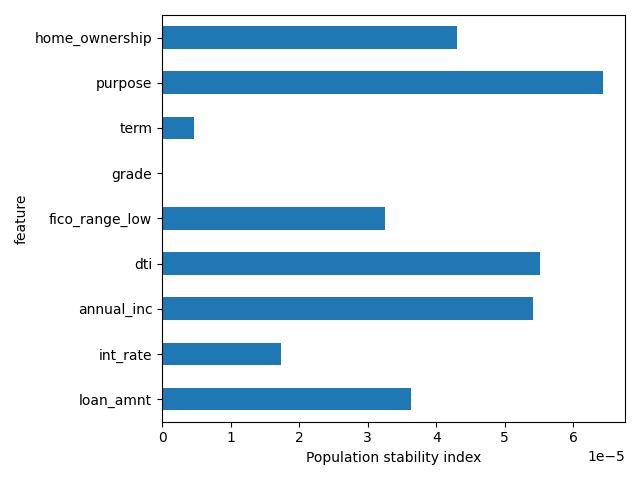 home_ownership
purpose
term
grade
fico_range_low
dti
annual_inc
int_rate
loan_amnt
feature
0 1 2 3 4 5 6
1e−5
Population stability index